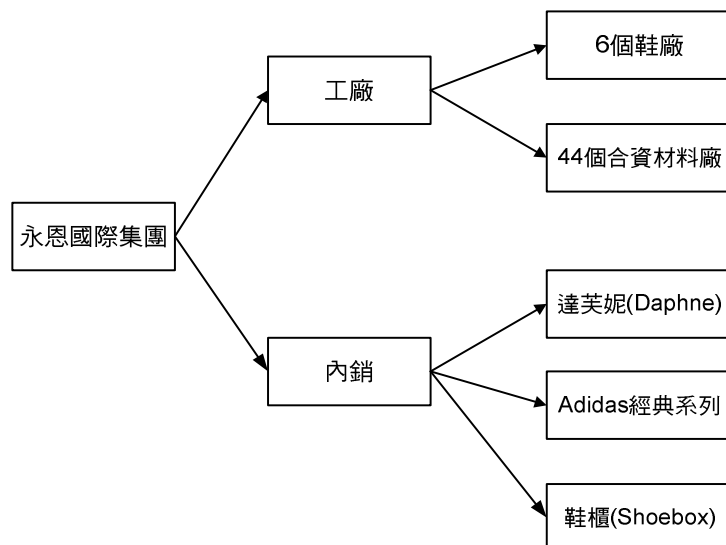 永恩國際集團
工廠
6個鞋廠
44個合資材料廠
內銷
達芙妮(Daphne)
Adidas經典系列
鞋櫃(Shoebox)